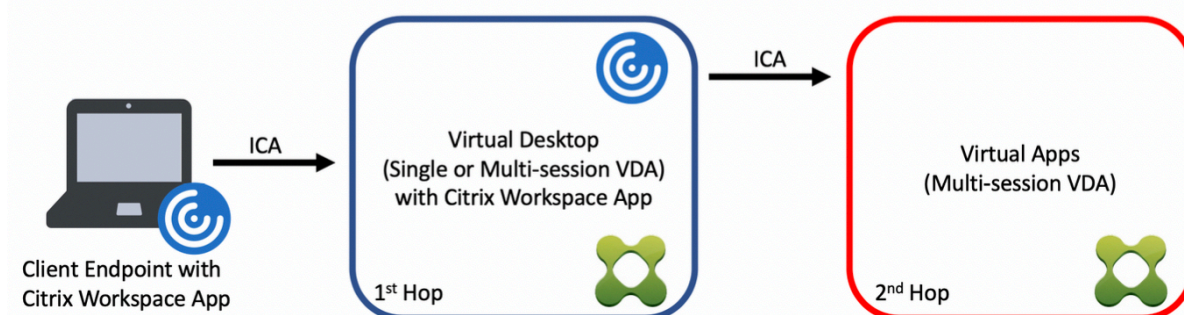 ICA
ICA
Virtual Desktop
(Single or Multi-session VDA)
with Citrix Workspace App
Virtual Apps
(Multi-session VDA)
Client Endpoint with
Citrix Workspace App
1st Hop
2nd Hop